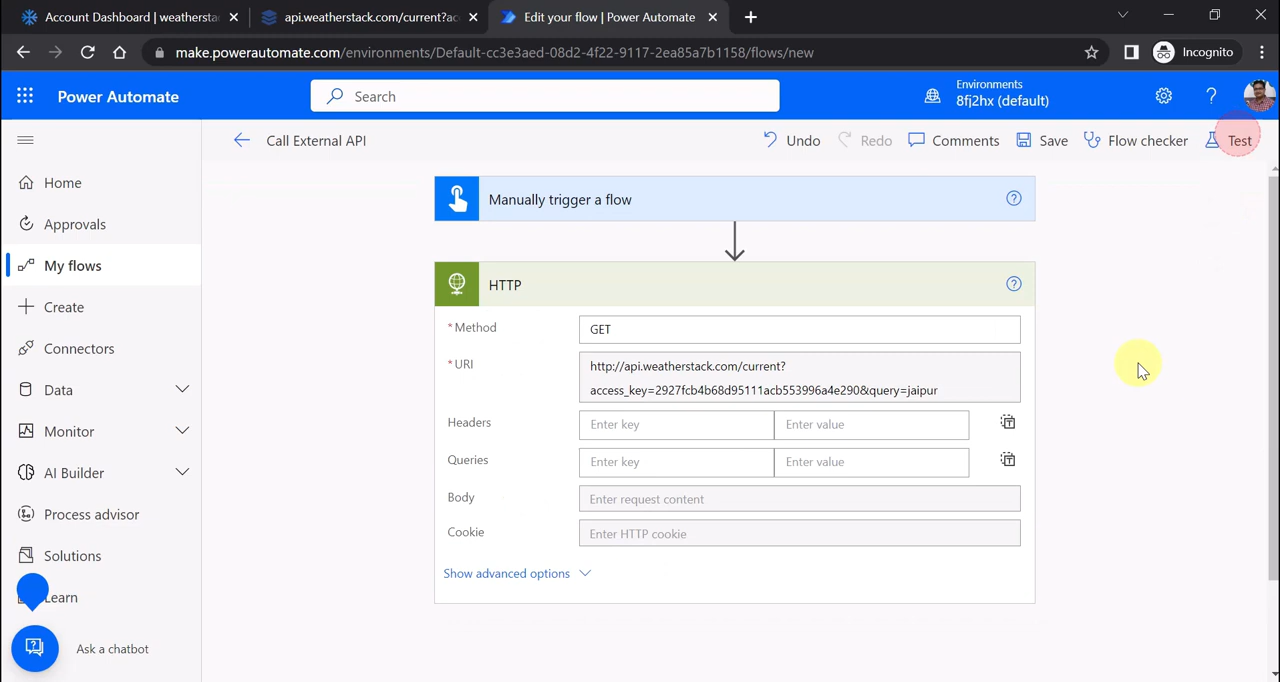 Account Dashboard | weathersta
api.weatherstack.com/current?ac
Edit your flow | Power Automate
make.powerautomate.com/environments/Default-cc3e3aed-08d2-4f22-9117-2ea85a7b1158/flows/new
Incognito
Power Automate
Search
Environments
8fj2hx (default)
Call External API
Undo
Redo
Comments
Save
Flow checker
Test
Home
Approvals
My flows
Create
Connectors
Data
Monitor
AI Builder
Process advisor
Solutions
Learn
Ask a chatbot
Manually trigger a flow
HTTP
* Method
GET
* URI
http://api.weatherstack.com/current?
access_key=2927fcb4b68d95111acb553996a4e290&query=jaipur
Headers
Enter key
Enter value
Queries
Enter key
Enter value
Body
Enter request content
Cookie
Enter HTTP cookie
Show advanced options